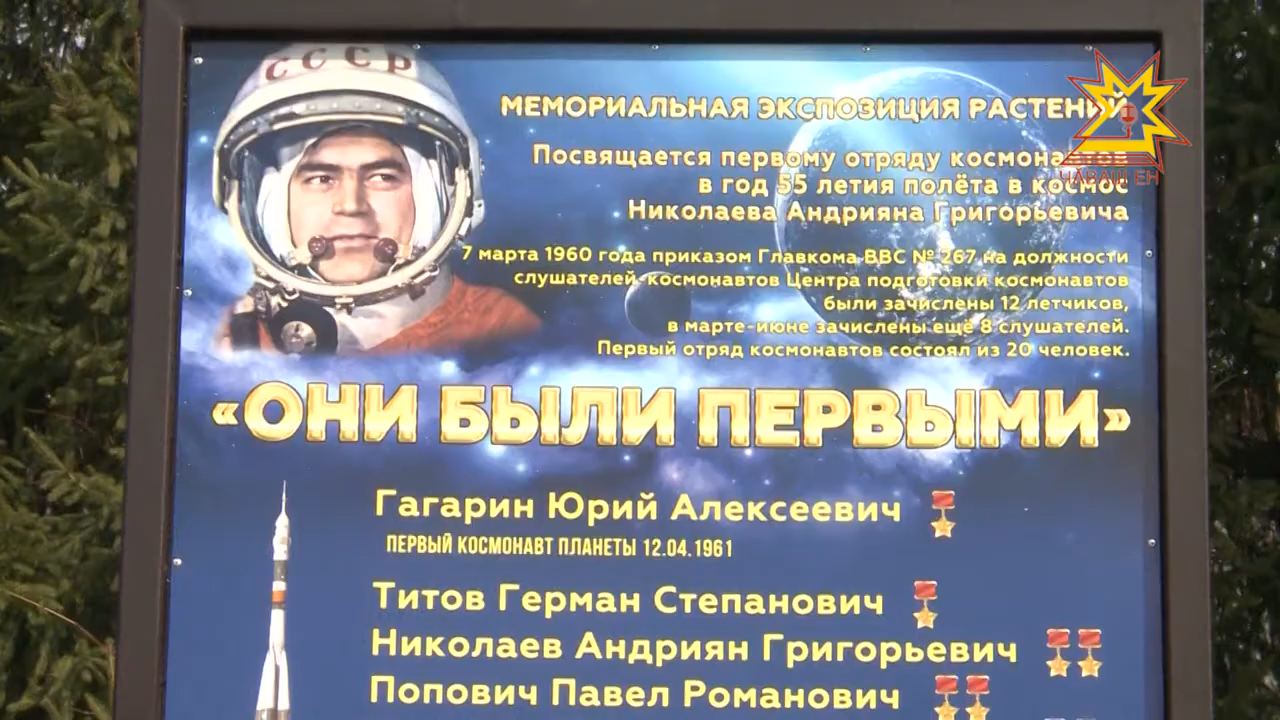 СССР
МЕМОРИАЛЬНАЯ ЭКСПОЗИЦИЯ РАСТЕНИЙ
Посвящается первому отряду космонавтов
в год 55 летия полёта в космос
Николаева Андрияна Григорьевича
7 марта 1960 года приказом Главкома ВВС № 267 на должности
слушателей-космонавтов Центра подготовки космонавтов
были зачислены 12 летчиков,
в марте-июне зачислены ещё 8 слушателей.
Первый отряд космонавтов состоял из 20 человек.
«ОНИ БЫЛИ ПЕРВЫМИ»
Гагарин Юрий Алексеевич
ПЕРВЫЙ КОСМОНАВТ ПЛАНЕТЫ 12.04.1961
Титов Герман Степанович
Николаев Андриян Григорьевич
Попович Павел Романович
ЧӐВАШ ЕН